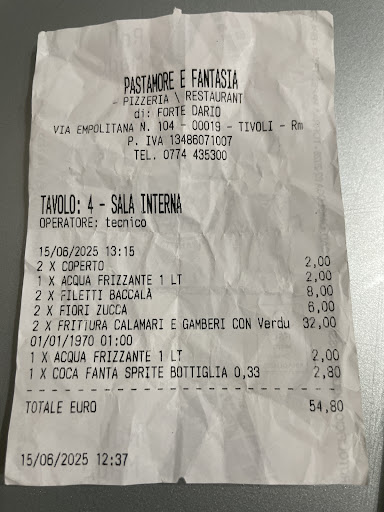 PASTAMORE E FANTASIA
- PIZZERIA \ RESTAURANT
di: FORTE DARIO
VIA EMPOLITANA N. 104 - 00019 - TIVOLI - Rm
P. IVA 13486071007
TEL. 0774 435300
TAVOLO: 4 - SALA INTERNA
OPERATORE: tecnico
15/06/2025 13:15
2 X COPERTO 2,00
1 X ACQUA FRIZZANTE 1 LT 2,00
2 X FILETTI BACCALÀ 8,00
2 X FIORI ZUCCA 6,00
2 X FRITTURA CALAMARI E GAMBERI CON Verdu 32,00
01/01/1970 01:00
1 X ACQUA FRIZZANTE 1 LT 2,00
1 X COCA FANTA SPRITE BOTTIGLIA 0,33 2,80
TOTALE EURO 54,80
15/06/2025 12:37